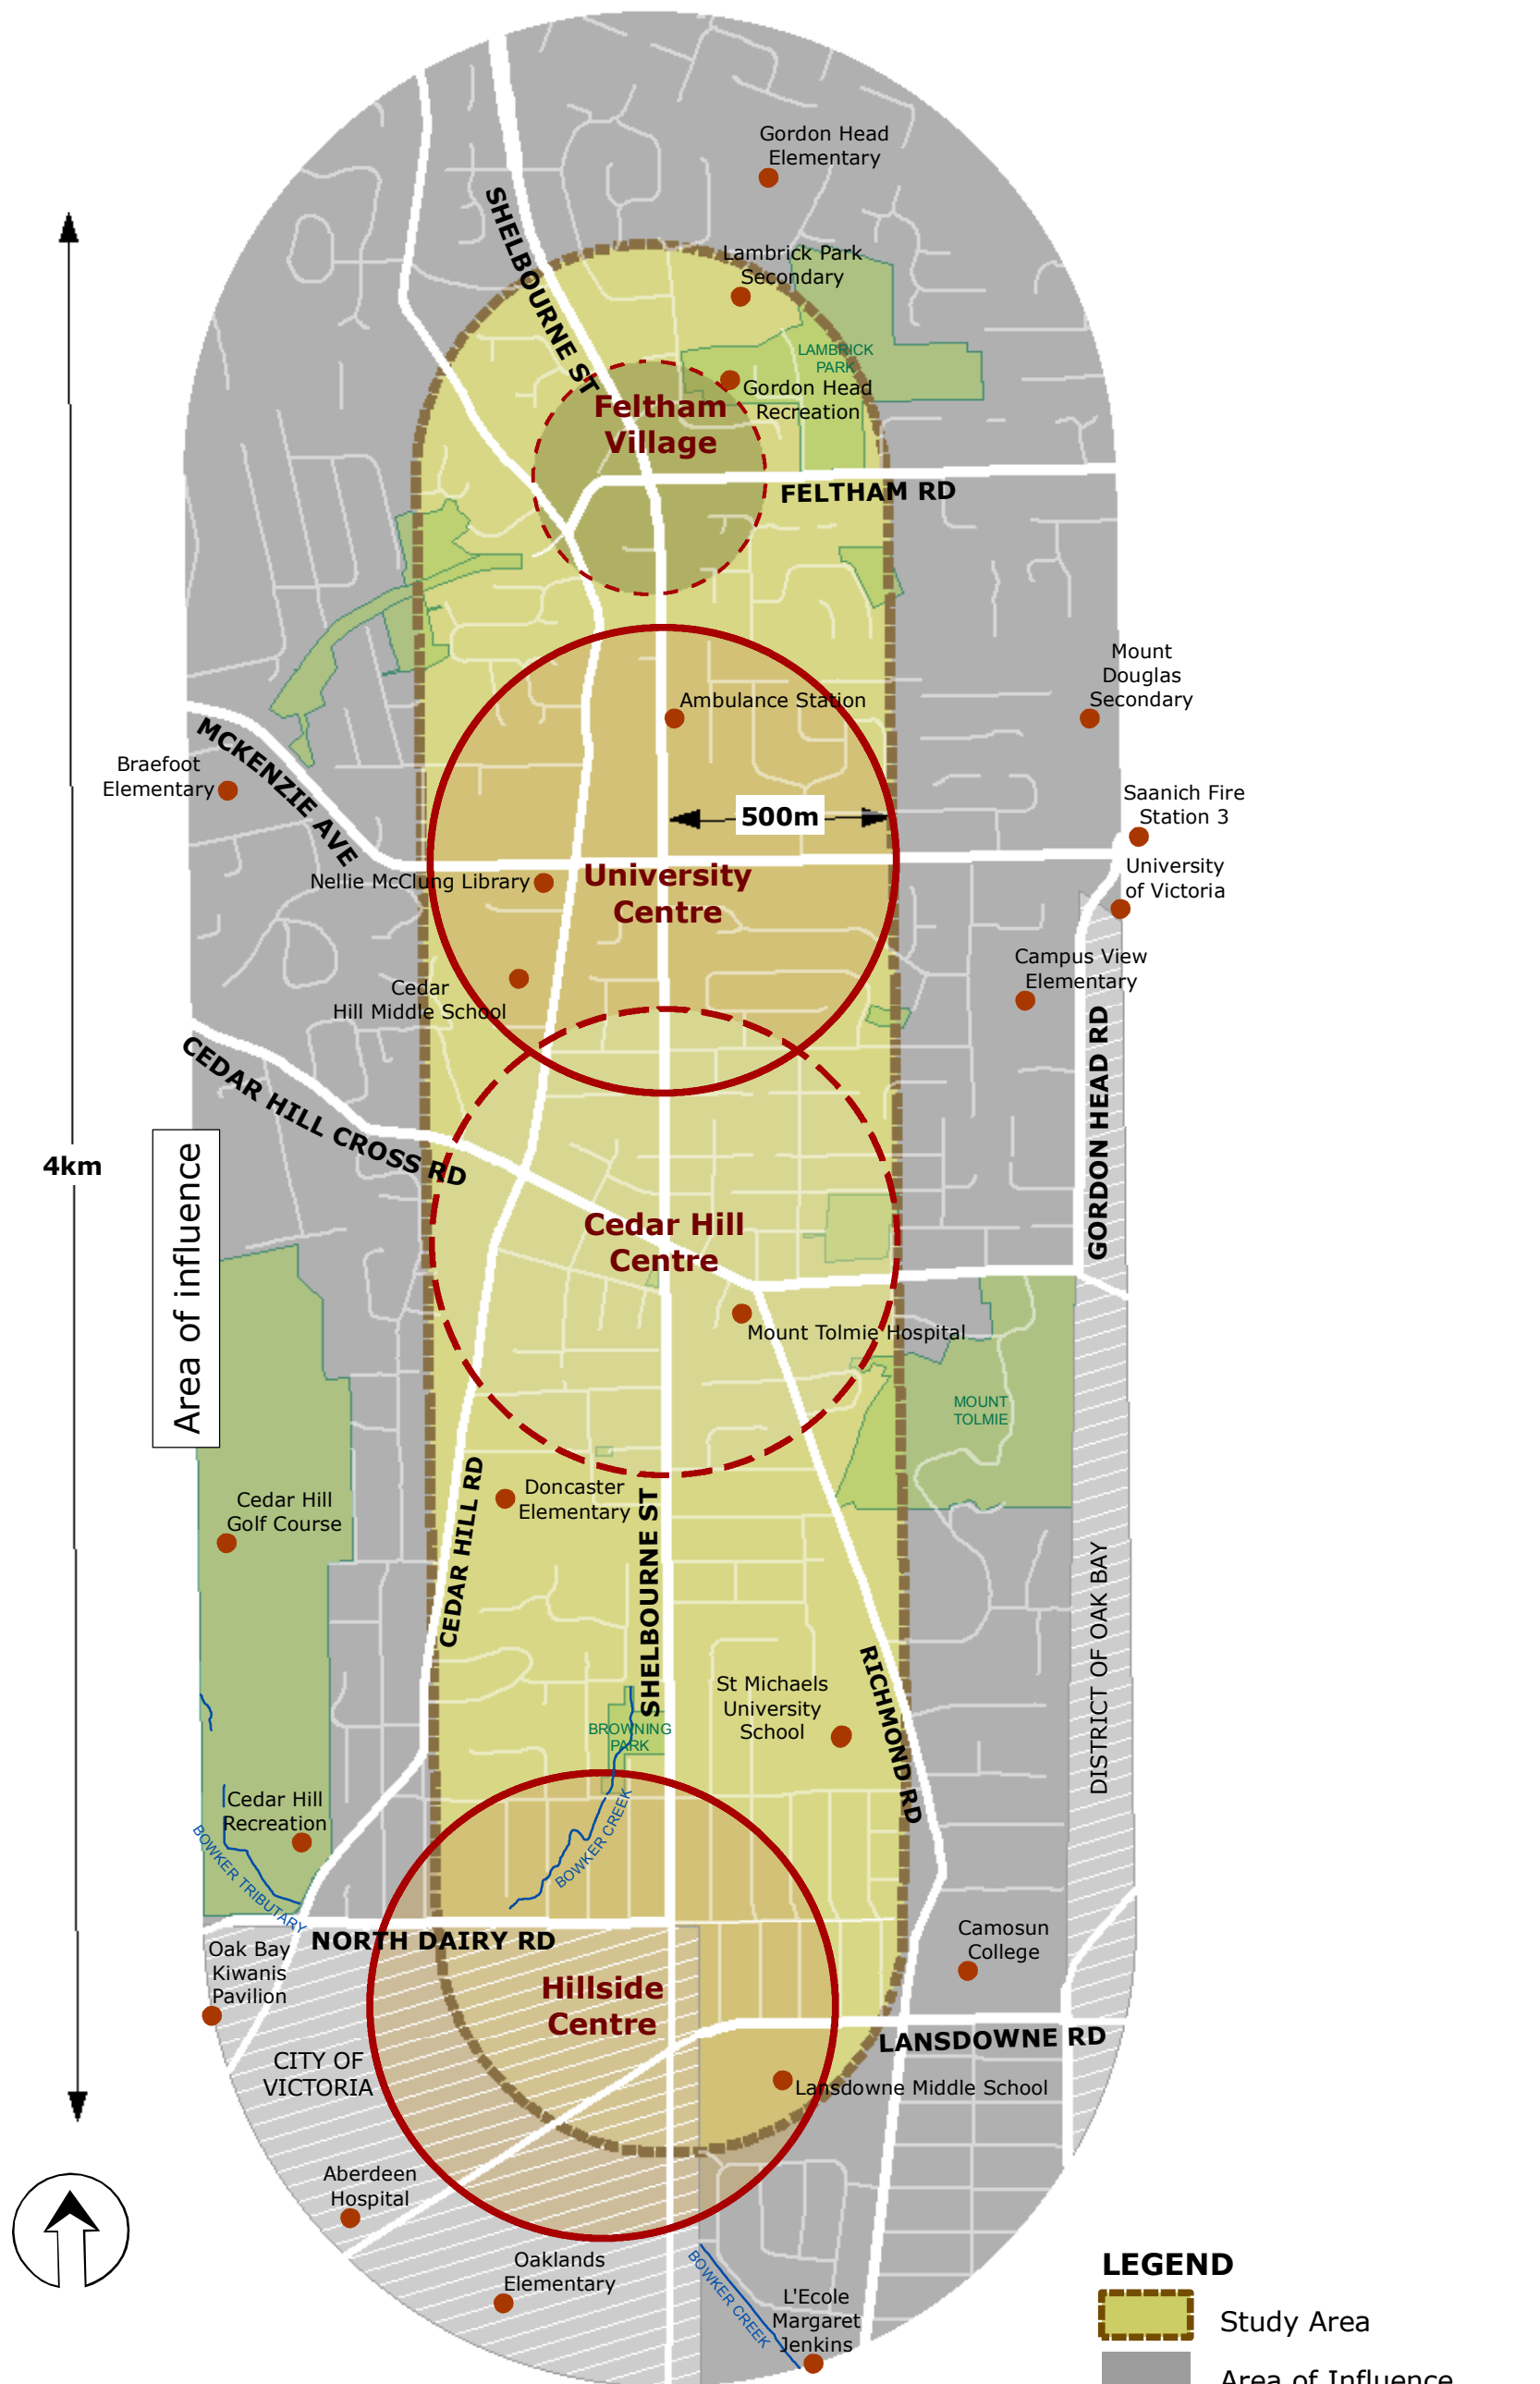 Gordon Head
Elementary
SHELBOURNE ST
Lambrick Park
Secondary
LAMBRICK
PARK
Gordon Head
Recreation
Feltham
Village
FELTHAM RD
Mount
Douglas
Secondary
Ambulance Station
MCKENZIE AVE
Braefoot
Elementary
500m
Saanich Fire
Station 3
University
of Victoria
Nellie McClung Library
University
Centre
Campus View
Elementary
Cedar
Hill Middle School
GORDON HEAD RD
CEDAR HILL CROSS RD
4km
Area of influence
Cedar Hill
Centre
Mount Tolmie Hospital
MOUNT
TOLMIE
CEDAR HILL RD
Doncaster
Elementary
SHELBOURNE ST
Cedar Hill
Golf Course
DISTRICT OF OAK BAY
RICHMOND RD
St Michaels
University
School
BROWNING
PARK
BOWKER CREEK
Cedar Hill
Recreation
BOWKER TRIBUTARY
NORTH DAIRY RD
Camosun
College
Oak Bay
Kiwanis
Pavilion
Hillside
Centre
LANSDOWNE RD
CITY OF
VICTORIA
Lansdowne Middle School
Aberdeen
Hospital
Oaklands
Elementary
BOWKER CREEK
L'Ecole
Margaret
Jenkins
LEGEND
Study Area
Area of Influence